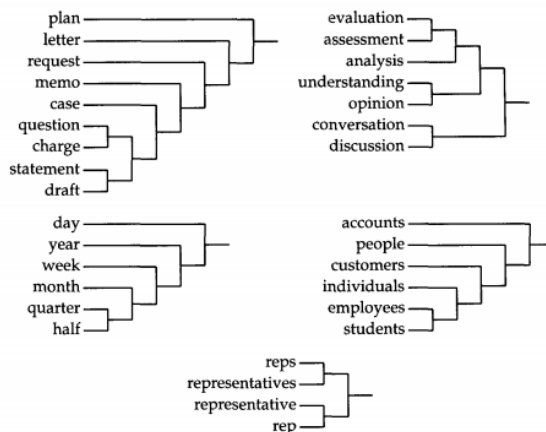 plan
letter
request
memo
case
question
charge
statement
draft
evaluation
assessment
analysis
understanding
opinion
conversation
discussion
day
year
week
month
quarter
half
accounts
people
customers
individuals
employees
students
reps
representatives
representative
rep